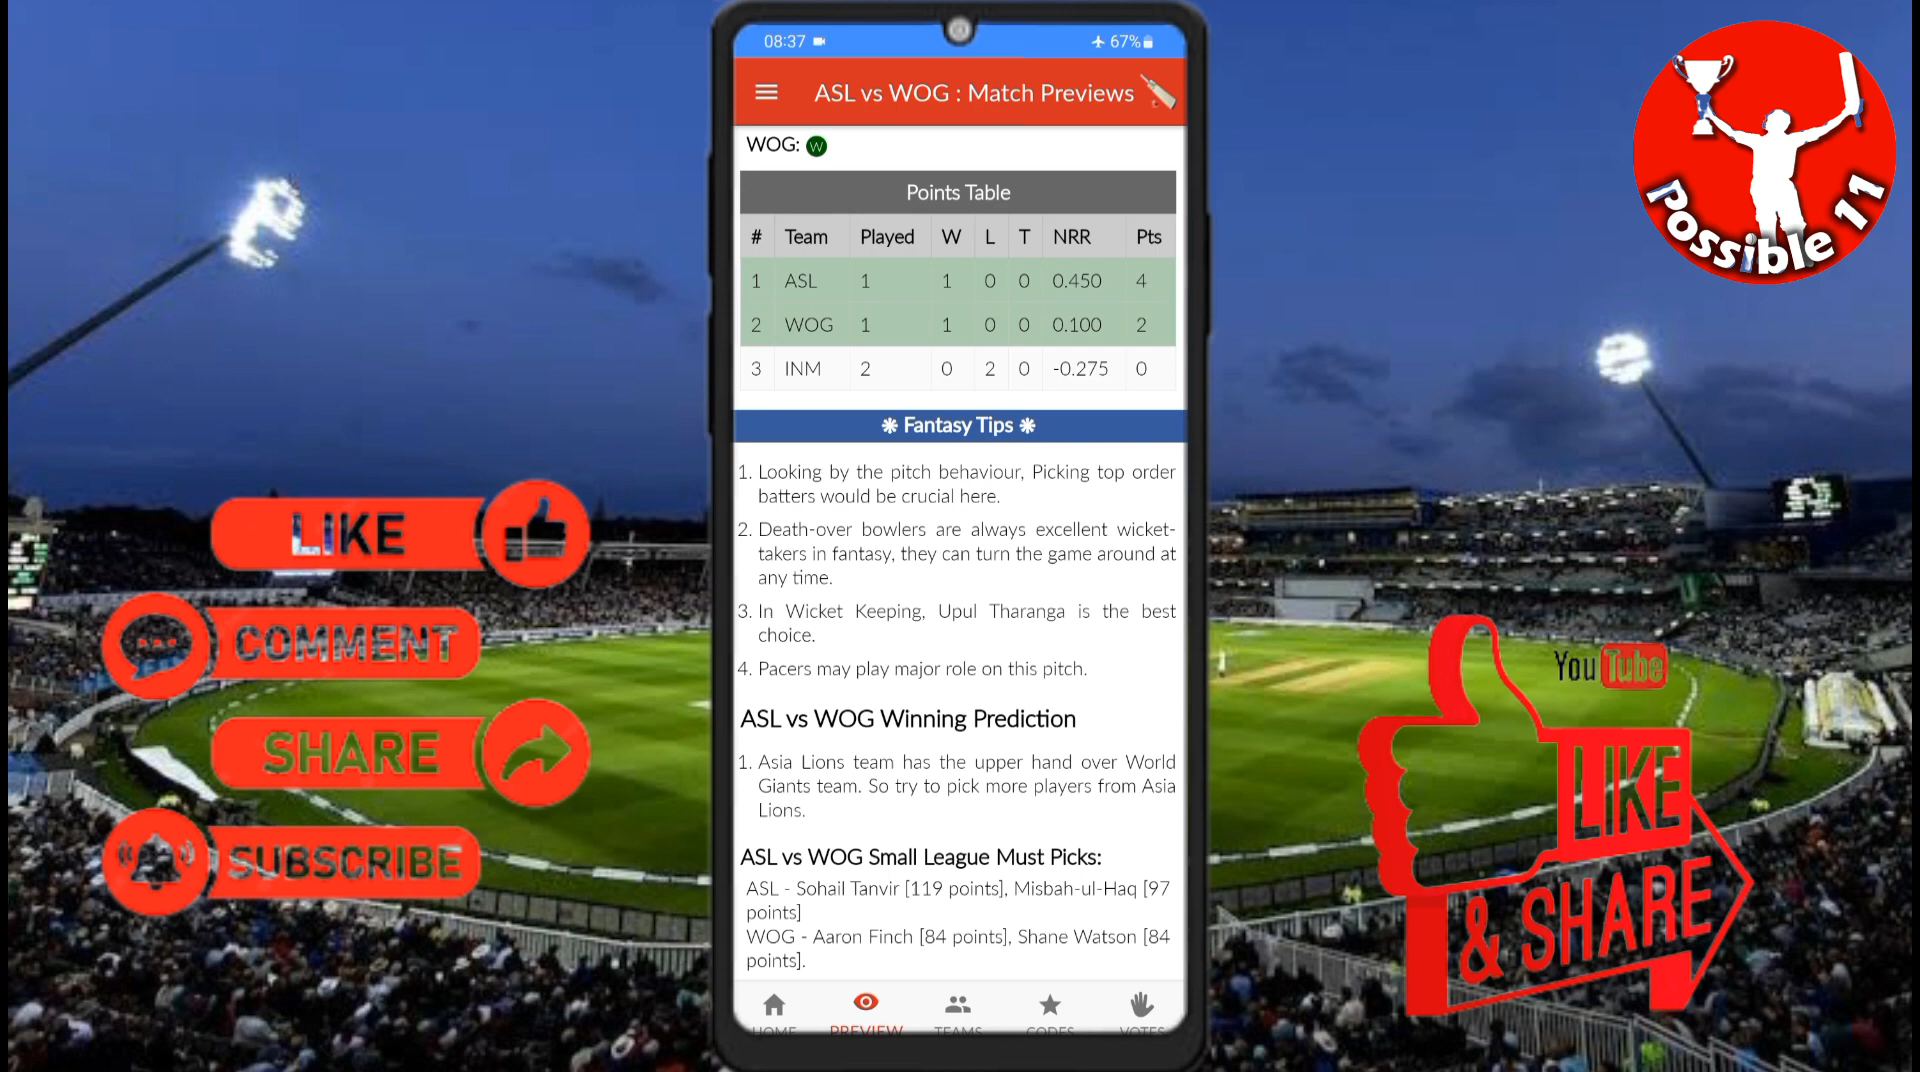 08:37
67%
ASL vs WOG : Match Previews
WOG: W
Points Table
# Team Played W L T NRR Pts
1 ASL 1 1 0 0 0.450 4
2 WOG 1 1 0 0 0.100 2
3 INM 2 0 2 0 -0.275 0
❋ Fantasy Tips ❋
1. Looking by the pitch behaviour, Picking top order
batters would be crucial here.
2. Death-over bowlers are always excellent wicket-
takers in fantasy, they can turn the game around at
any time.
3. In Wicket Keeping, Upul Tharanga is the best
choice.
4. Pacers may play major role on this pitch.
ASL vs WOG Winning Prediction
1. Asia Lions team has the upper hand over World
Giants team. So try to pick more players from Asia
Lions.
ASL vs WOG Small League Must Picks:
ASL - Sohail Tanvir [119 points], Misbah-ul-Haq [97
points]
WOG - Aaron Finch [84 points], Shane Watson [84
points].
HOME PREVIEW TEAMS CODES VOTES
LIKE
COMMENT
SHARE
SUBSCRIBE
Possible 11
YouTube
LIKE
& SHARE